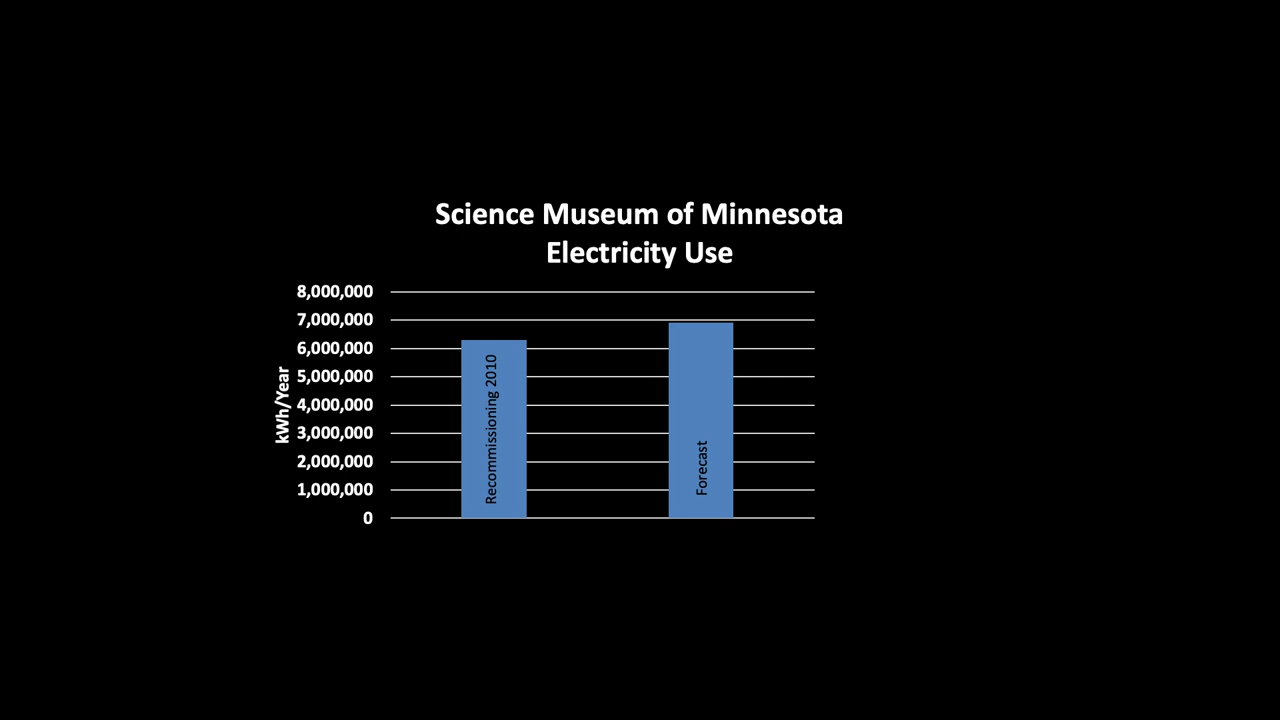 Science Museum of Minnesota
Electricity Use
8,000,000
7,000,000
6,000,000
5,000,000
4,000,000
3,000,000
2,000,000
1,000,000
0
kWh/Year
Recommissioning 2010
Forecast